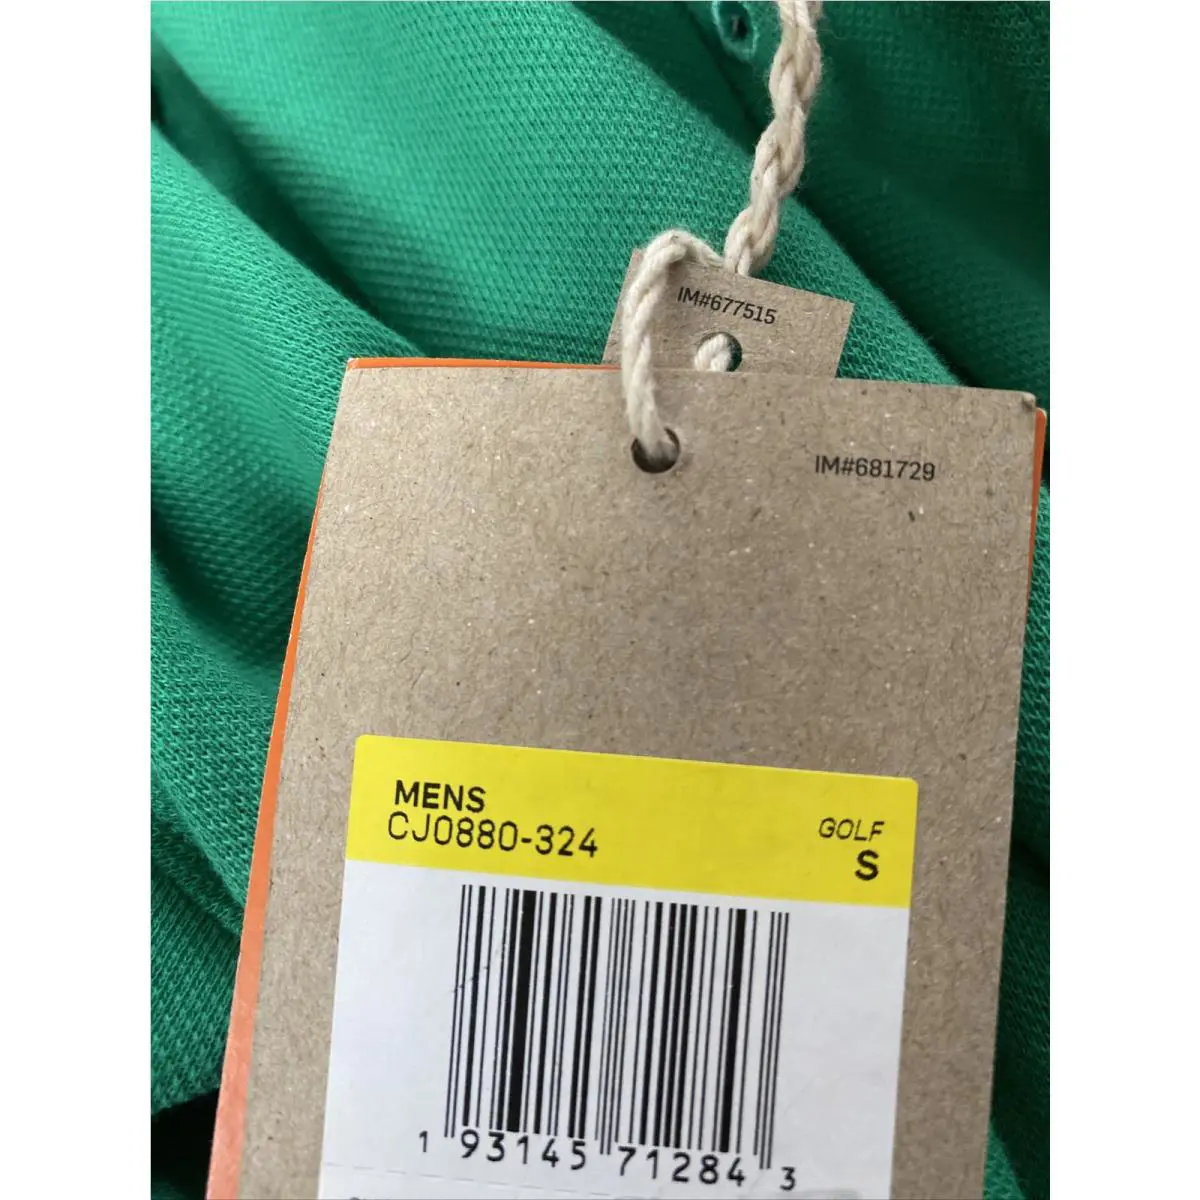 IM#677515
IM#681729
MENS
CJ0880-324
GOLF
S
1 93145 71284 3